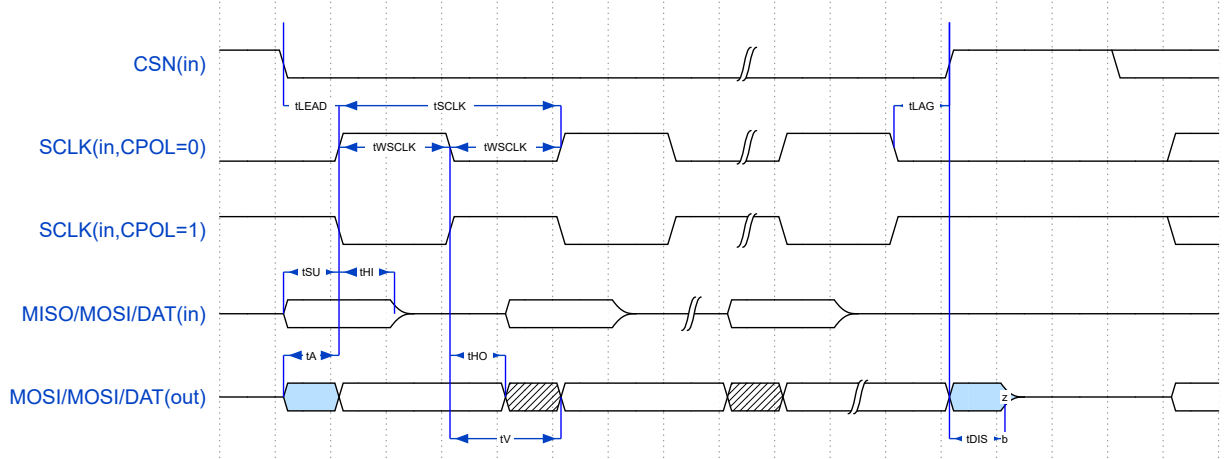 CSN(in)
tLEAD
tSCLK
tLAG
SCLK(in,CPOL=0)
tWSCLK
tWSCLK
SCLK(in,CPOL=1)
tSU
tHI
MISO/MOSI/DAT(in)
tA
tHO
MOSI/MOSI/DAT(out)
z
tV
tDIS
b